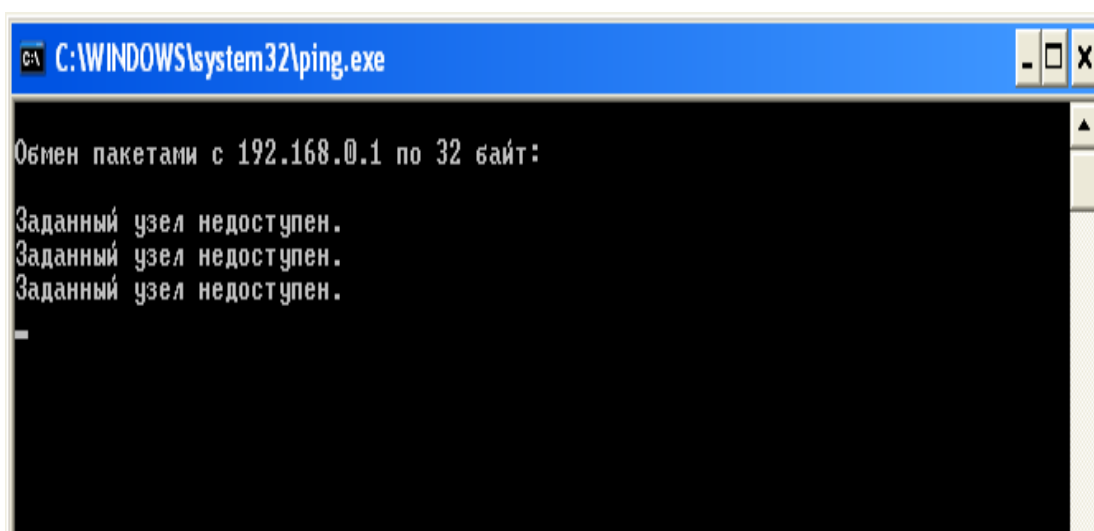 C:\WINDOWS\system32\ping.exe
Обмен пакетами с 192.168.0.1 по 32 байт:
Заданный узел недоступен.
Заданный узел недоступен.
Заданный узел недоступен.